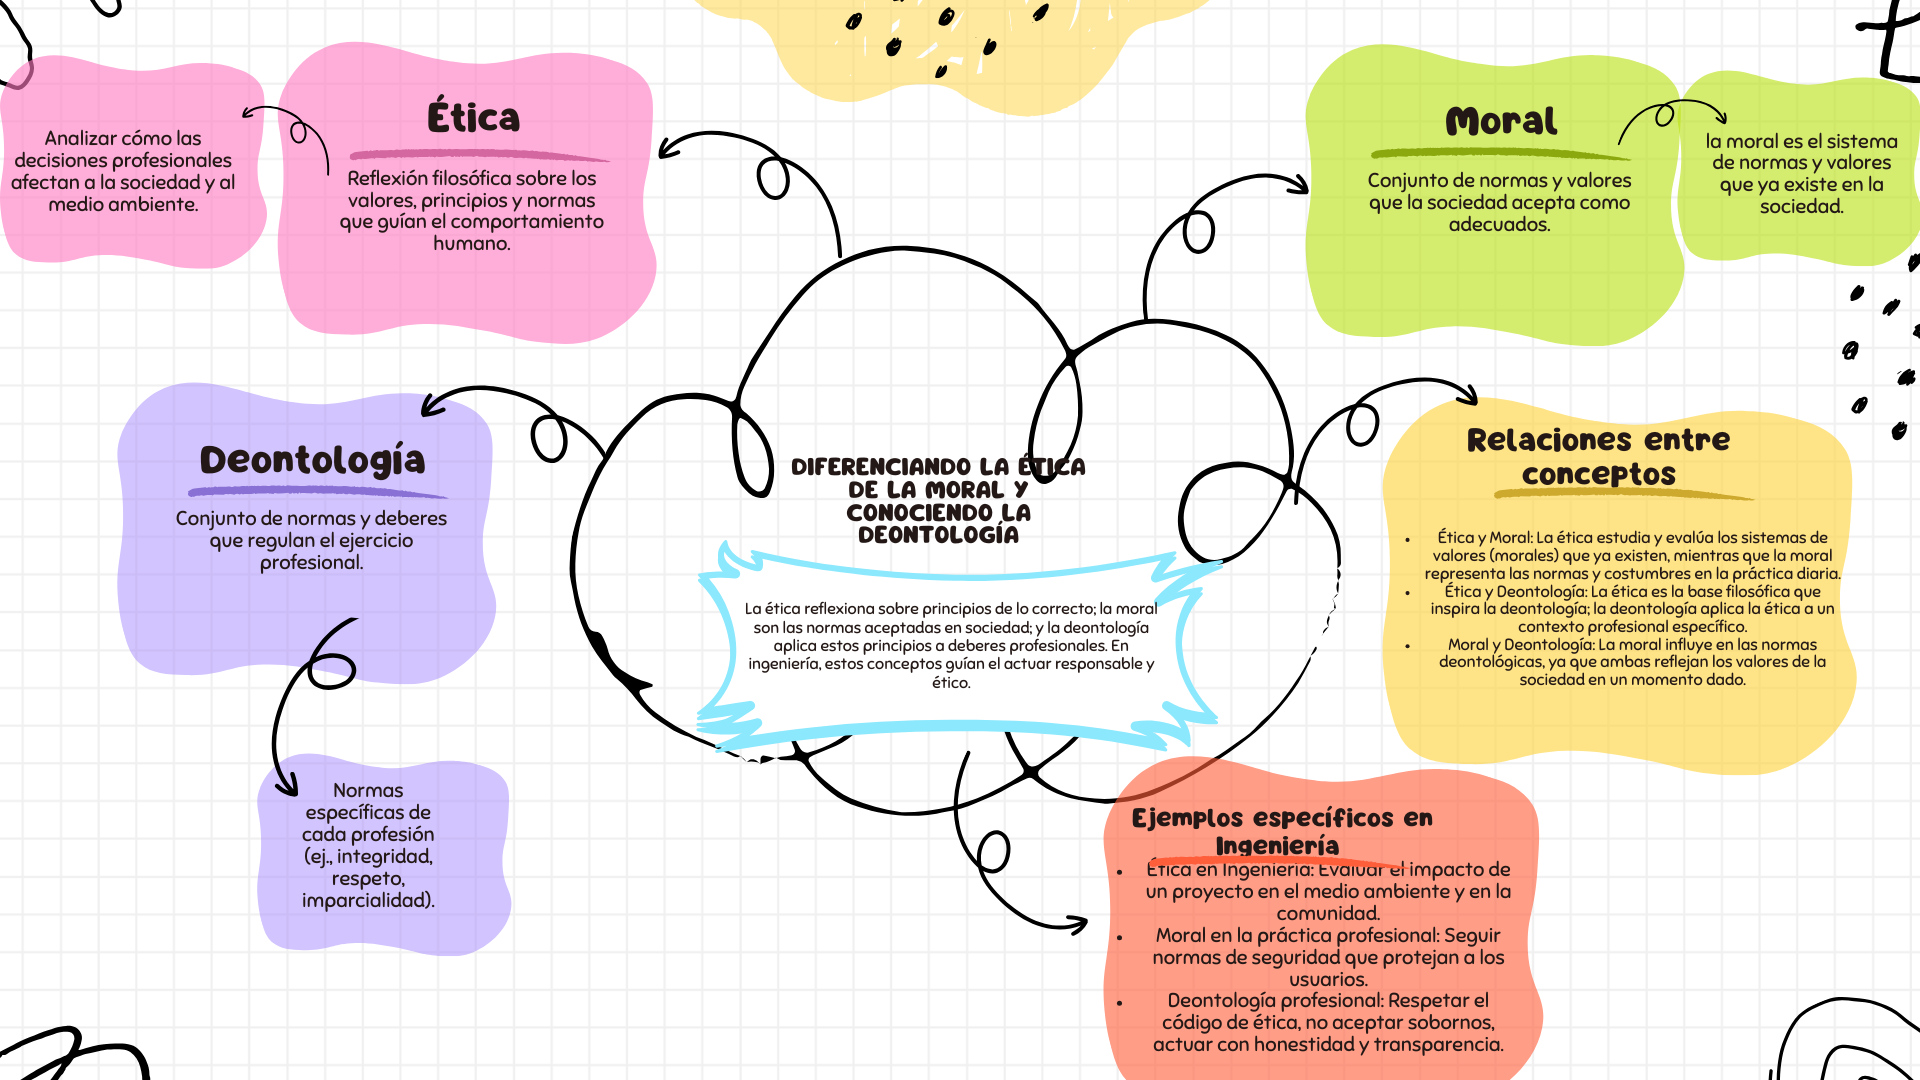 Ética
Reflexión filosófica sobre los
valores, principios y normas
que guían el comportamiento
humano.
Analizar cómo las
decisiones profesionales
afectan a la sociedad y al
medio ambiente.
Moral
Conjunto de normas y valores
que la sociedad acepta como
adecuados.
la moral es el sistema
de normas y valores
que ya existe en la
sociedad.
Deontología
Conjunto de normas y deberes
que regulan el ejercicio
profesional.
Normas
específicas de
cada profesión
(ej., integridad,
respeto,
imparcialidad).
DIFERENCIANDO LA ÉTICA
DE LA MORAL Y
CONOCIENDO LA
DEONTOLOGÍA
La ética reflexiona sobre principios de lo correcto; la moral
son las normas aceptadas en sociedad; y la deontología
aplica estos principios a deberes profesionales. En
ingeniería, estos conceptos guían el actuar responsable y
ético.
Relaciones entre
conceptos
• Ética y Moral: La ética estudia y evalúa los sistemas de
valores (morales) que ya existen, mientras que la moral
representa las normas y costumbres en la práctica diaria.
• Ética y Deontología: La ética es la base filosófica que
inspira la deontología; la deontología aplica la ética a un
contexto profesional específico.
• Moral y Deontología: La moral influye en las normas
deontológicas, ya que ambas reflejan los valores de la
sociedad en un momento dado.
Ejemplos específicos en
Ingeniería
• Ética en Ingeniería: Evaluar el impacto de
un proyecto en el medio ambiente y en la
comunidad.
• Moral en la práctica profesional: Seguir
normas de seguridad que protejan a los
usuarios.
• Deontología profesional: Respetar el
código de ética, no aceptar sobornos,
actuar con honestidad y transparencia.